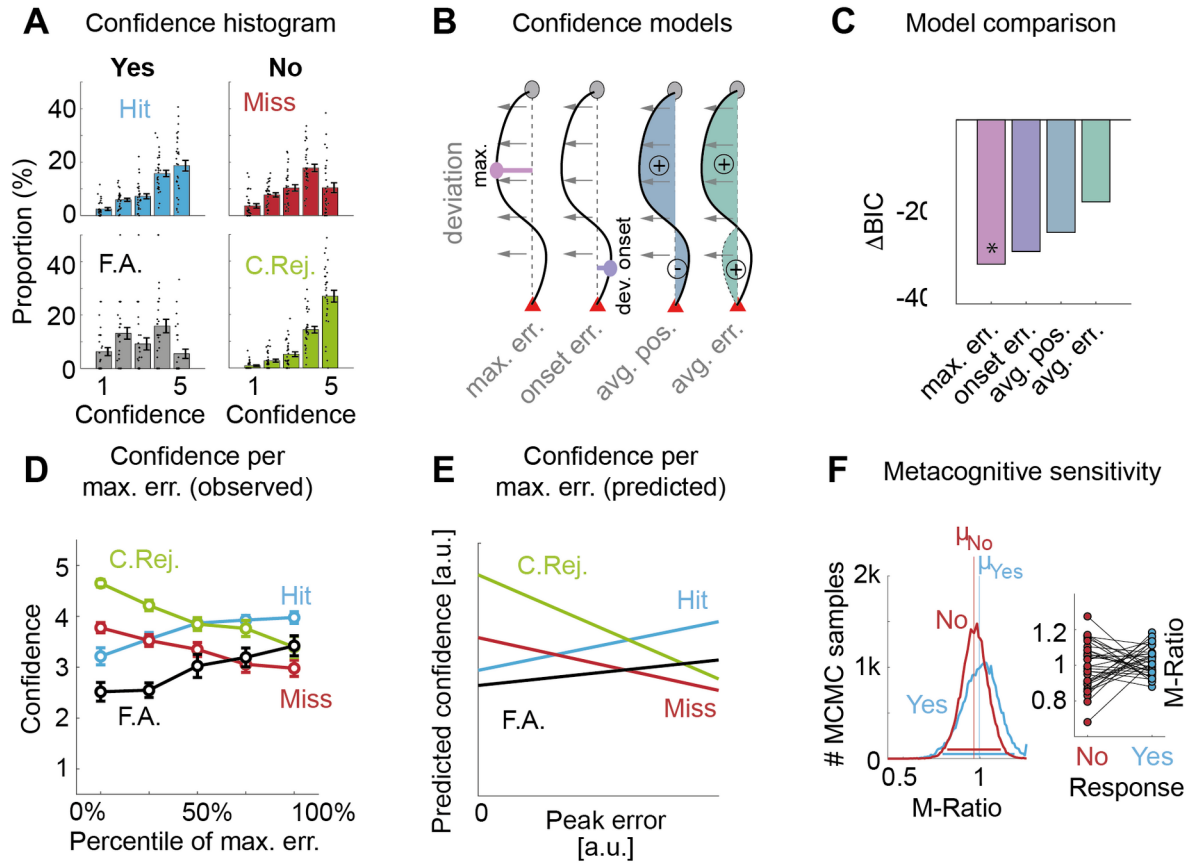 A Confidence histogram
Yes
No
Hit
Miss
40
20
0
F.A.
C.Rej.
40
20
0
Proportion (%)
1 5
1 5
Confidence
Confidence
B Confidence models
deviation
max.
dev. onset
+
-
+
+
max. err.
onset err.
avg. pos.
avg. err.
C Model comparison
ΔBIC
-20
*
max. err.
onset err.
avg. pos.
avg. err.
D Confidence per
max. err. (observed)
Confidence
5
4
3
2
1
C.Rej.
Hit
Miss
F.A.
0% 50% 100%
Percentile of max. err.
E Confidence per
max. err. (predicted)
Predicted confidence [a.u.]
C.Rej.
Hit
Miss
F.A.
0
Peak error
[a.u.]
F Metacognitive sensitivity
μNo
μYes
# MCMC samples
2k
1k
0
No
Yes
0.5 1
M-Ratio
1.2
1
0.8
M-Ratio
No Yes
Response